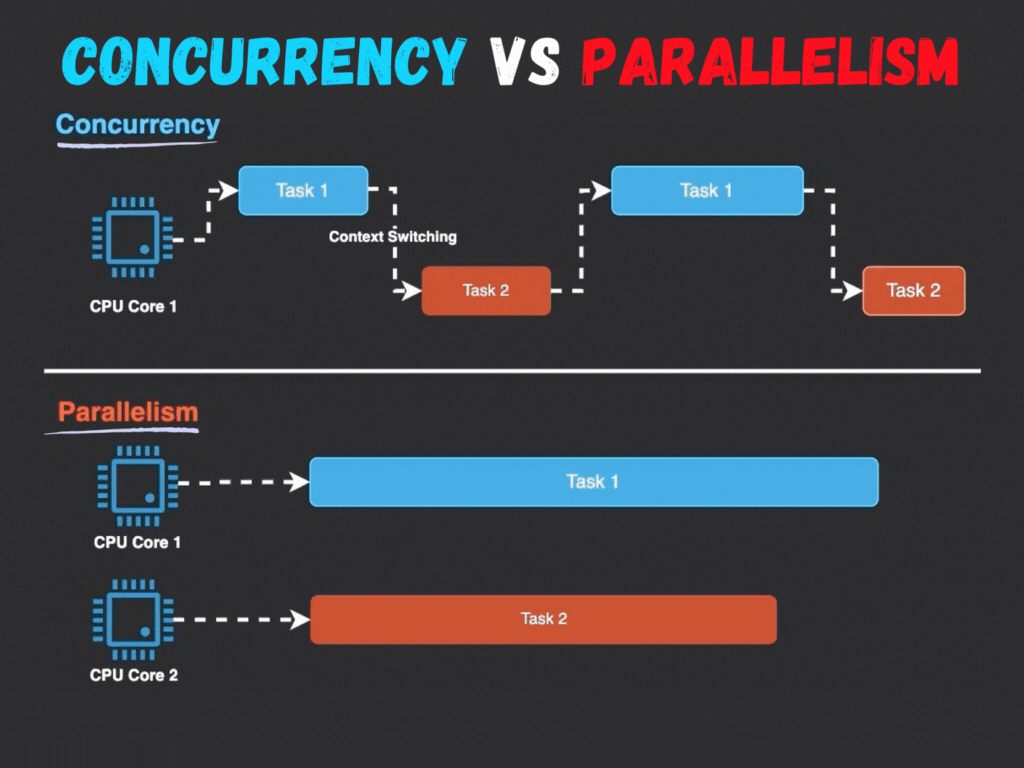 CONCURRENCY VS PARALLELISM
Concurrency
Task 1
Task 1
Context Switching
Task 2
Task 2
CPU Core 1
Parallelism
Task 1
CPU Core 1
Task 2
CPU Core 2